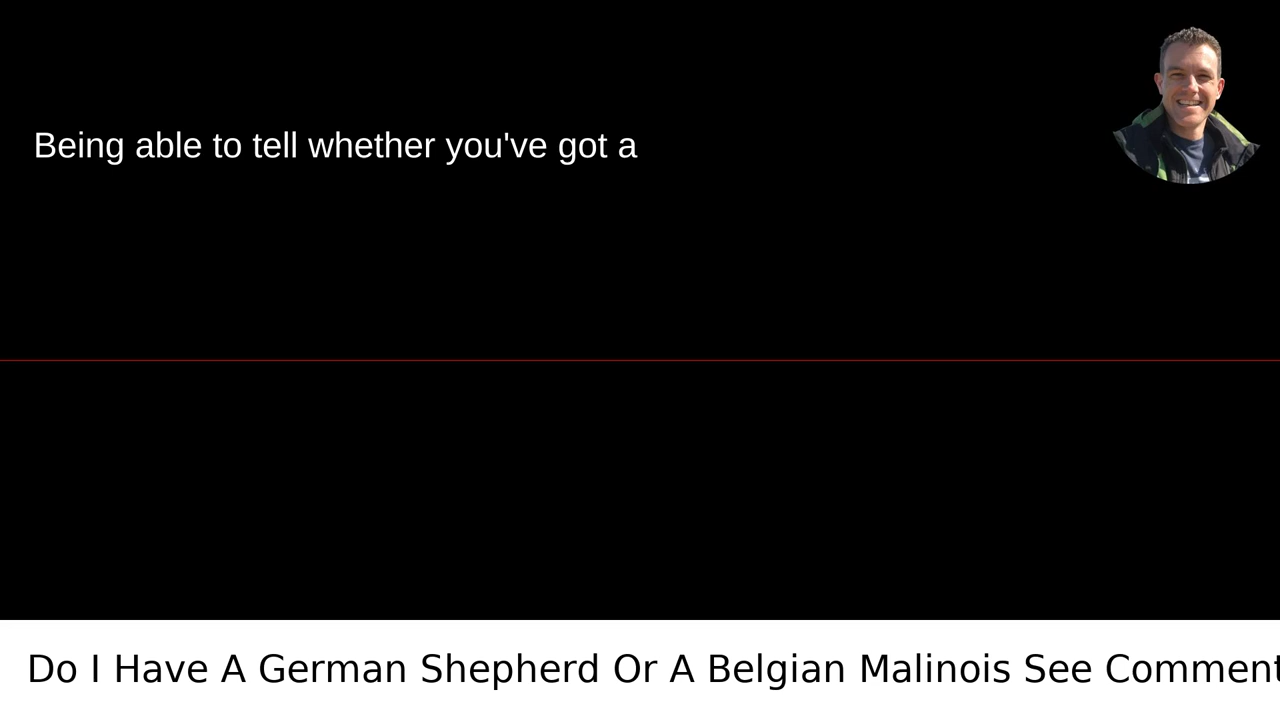 Being able to tell whether you've got a
Do I Have A German Shepherd Or A Belgian Malinois See Comment